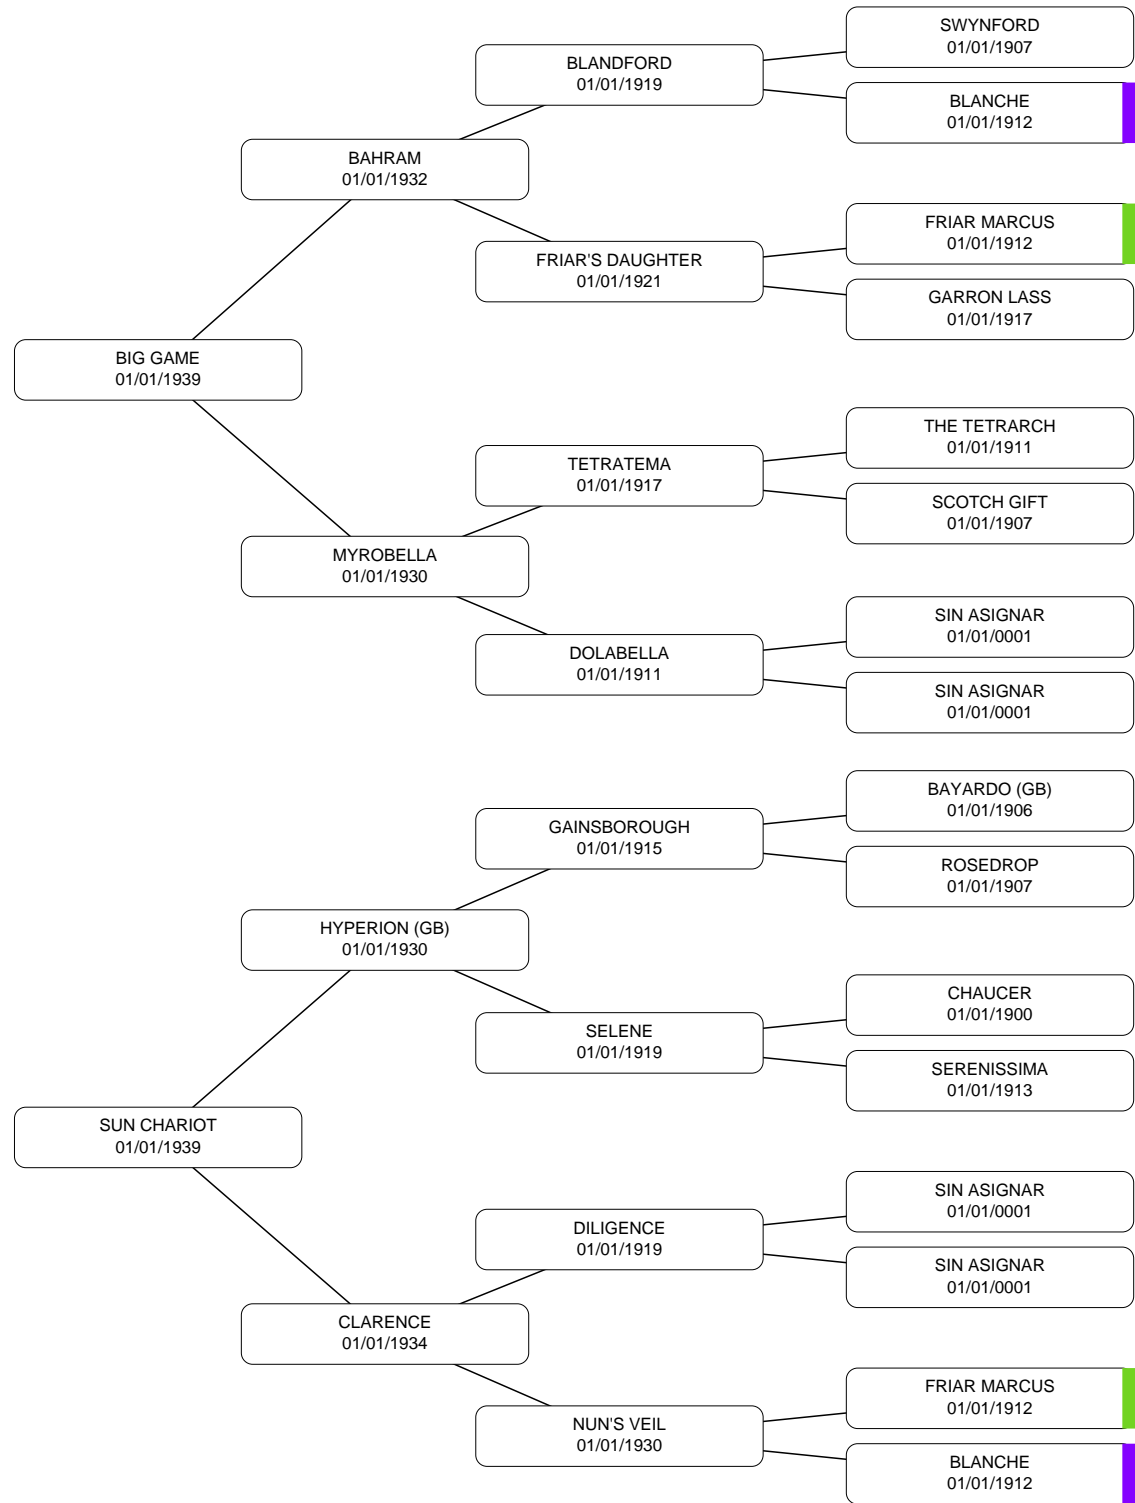 SWYNFORD
01/01/1907
BLANDFORD
01/01/1919
BLANCHE
01/01/1912
BAHRAM
01/01/1932
FRIAR MARCUS
01/01/1912
FRIAR'S DAUGHTER
01/01/1921
GARRON LASS
01/01/1917
BIG GAME
01/01/1939
THE TETRARCH
01/01/1911
TETRATEMA
01/01/1917
SCOTCH GIFT
01/01/1907
MYROBELLA
01/01/1930
SIN ASIGNAR
01/01/0001
DOLABELLA
01/01/1911
SIN ASIGNAR
01/01/0001
BAYARDO (GB)
01/01/1906
GAINSBOROUGH
01/01/1915
ROSEDROP
01/01/1907
HYPERION (GB)
01/01/1930
CHAUCER
01/01/1900
SELENE
01/01/1919
SERENISSIMA
01/01/1913
SUN CHARIOT
01/01/1939
SIN ASIGNAR
01/01/0001
DILIGENCE
01/01/1919
SIN ASIGNAR
01/01/0001
CLARENCE
01/01/1934
FRIAR MARCUS
01/01/1912
NUN'S VEIL
01/01/1930
BLANCHE
01/01/1912